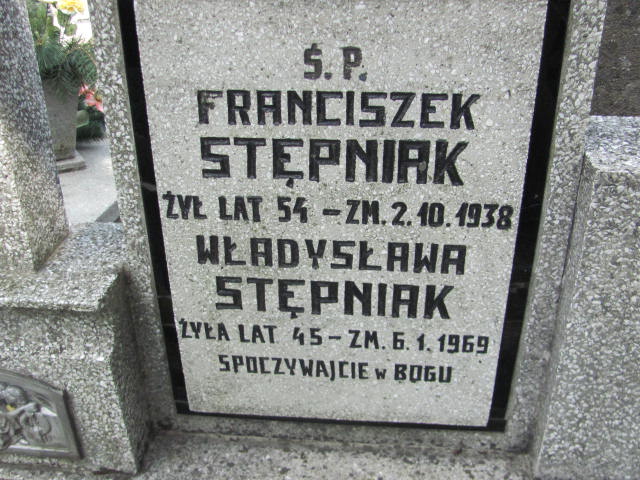 Ś. P.
FRANCISZEK
STĘPNIAK
ŻYŁ LAT 54 – ZM. 2.10.1938
WŁADYSŁAWA
STĘPNIAK
ŻYŁA LAT 45 – ZM. 6.1.1969
SPOCZYWAJCIE W BOGU